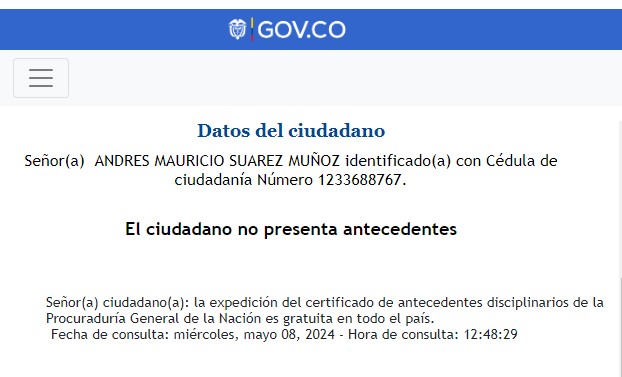 GOV.CO
Datos del ciudadano
Señor(a) ANDRES MAURICIO SUAREZ MUÑOZ identificado(a) con Cédula de
ciudadanía Número 1233688767.
El ciudadano no presenta antecedentes
Señor(a) ciudadano(a): la expedición del certificado de antecedentes disciplinarios de la
Procuraduría General de la Nación es gratuita en todo el país.
Fecha de consulta: miércoles, mayo 08, 2024 - Hora de consulta: 12:48:29